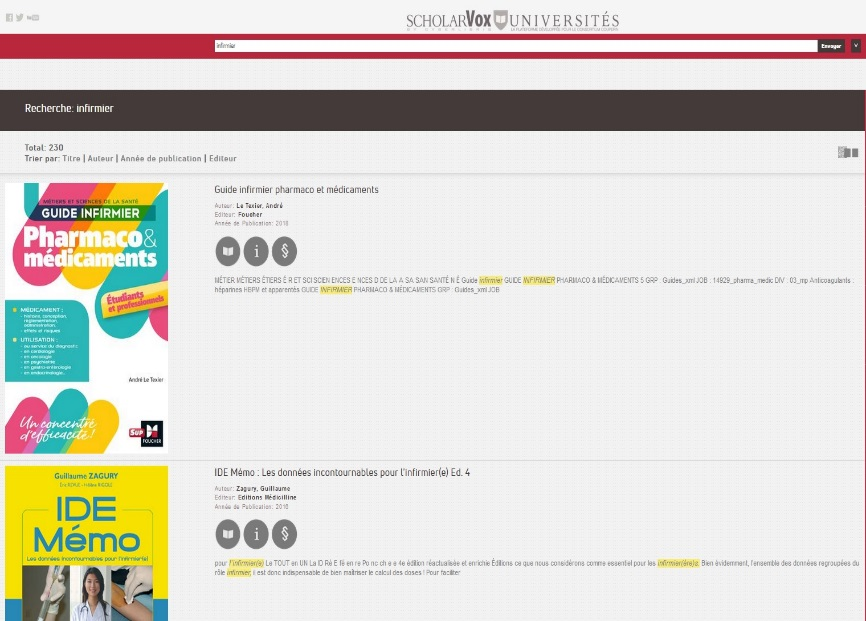 SCHOLARVOX UNIVERSITÉS
infirmier
Envoyer
Recherche: infirmier
Total: 230
Trier par: Titre | Auteur | Année de publication | Editeur
MÉTIERS ET SCIENCES DE LA SANTÉ
GUIDE INFIRMIER
Pharmaco&
médicaments
Étudiants
et professionnels
MÉDICAMENT :
UTILISATION :
André Le Texier
Un concentré
d'efficacité !
SUP
FOUCHER
Guide infirmier pharmaco et médicaments
Auteur: Le Texier, André
Editeur: Foucher
Année de Publication: 2018
MÉTIER MÉTIERS ÉTIERS É R ET SCI SCIEN ENCES E NCES D DE LA A SA SAN SANTÉ N É Guide infirmier GUIDE INFIRMIER PHARMACO & MÉDICAMENTS 5 GRP : Guides_xml JOB : 14929_pharma_medic DIV : 03_mp Anticoagulants :
héparines HBPM et apparentés GUIDE INFIRMIER PHARMACO & MÉDICAMENTS GRP : Guides_xml JOB
Guillaume ZAGURY
IDE
Mémo
Les données incontournables pour l'infirmier(e)
IDE Mémo : Les données incontournables pour l'infirmier(e) Ed. 4
Auteur: Zagury, Guillaume
Editeur: Editions Médicilline
Année de Publication: 2016
pour l'infirmier(e) Le TOUT en UN La ID Ré E fé en re Po nc ch e e 4e édition réactualisée et enrichie Éditions ce que nous considérons comme essentiel pour les infirmier(ère)s. Bien évidemment, l'ensemble des données regroupées du
rôle infirmier, il est donc indispensable de bien maîtriser le calcul des doses ! Pour faciliter